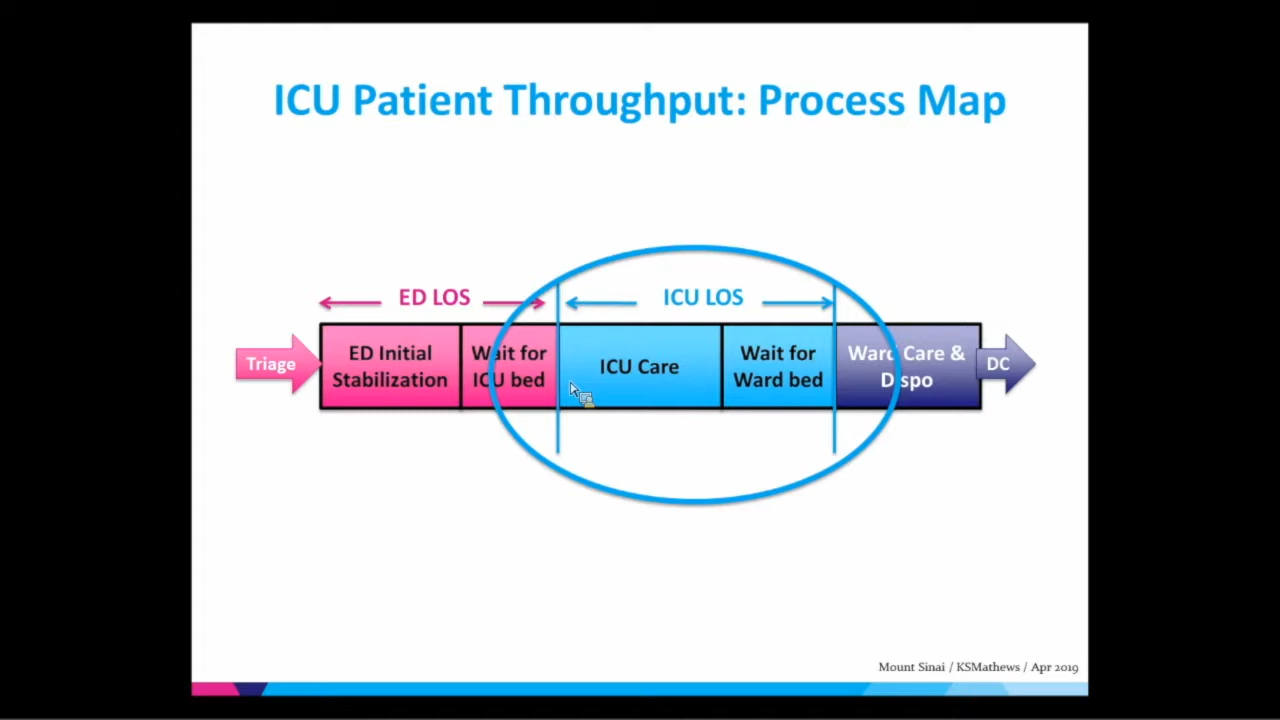 ICU Patient Throughput: Process Map
ED LOS
ICU LOS
Triage
ED Initial
Stabilization
Wait for
ICU bed
ICU Care
Wait for
Ward bed
Ward Care &
Dispo
DC
Mount Sinai / KSMathews / Apr 2019